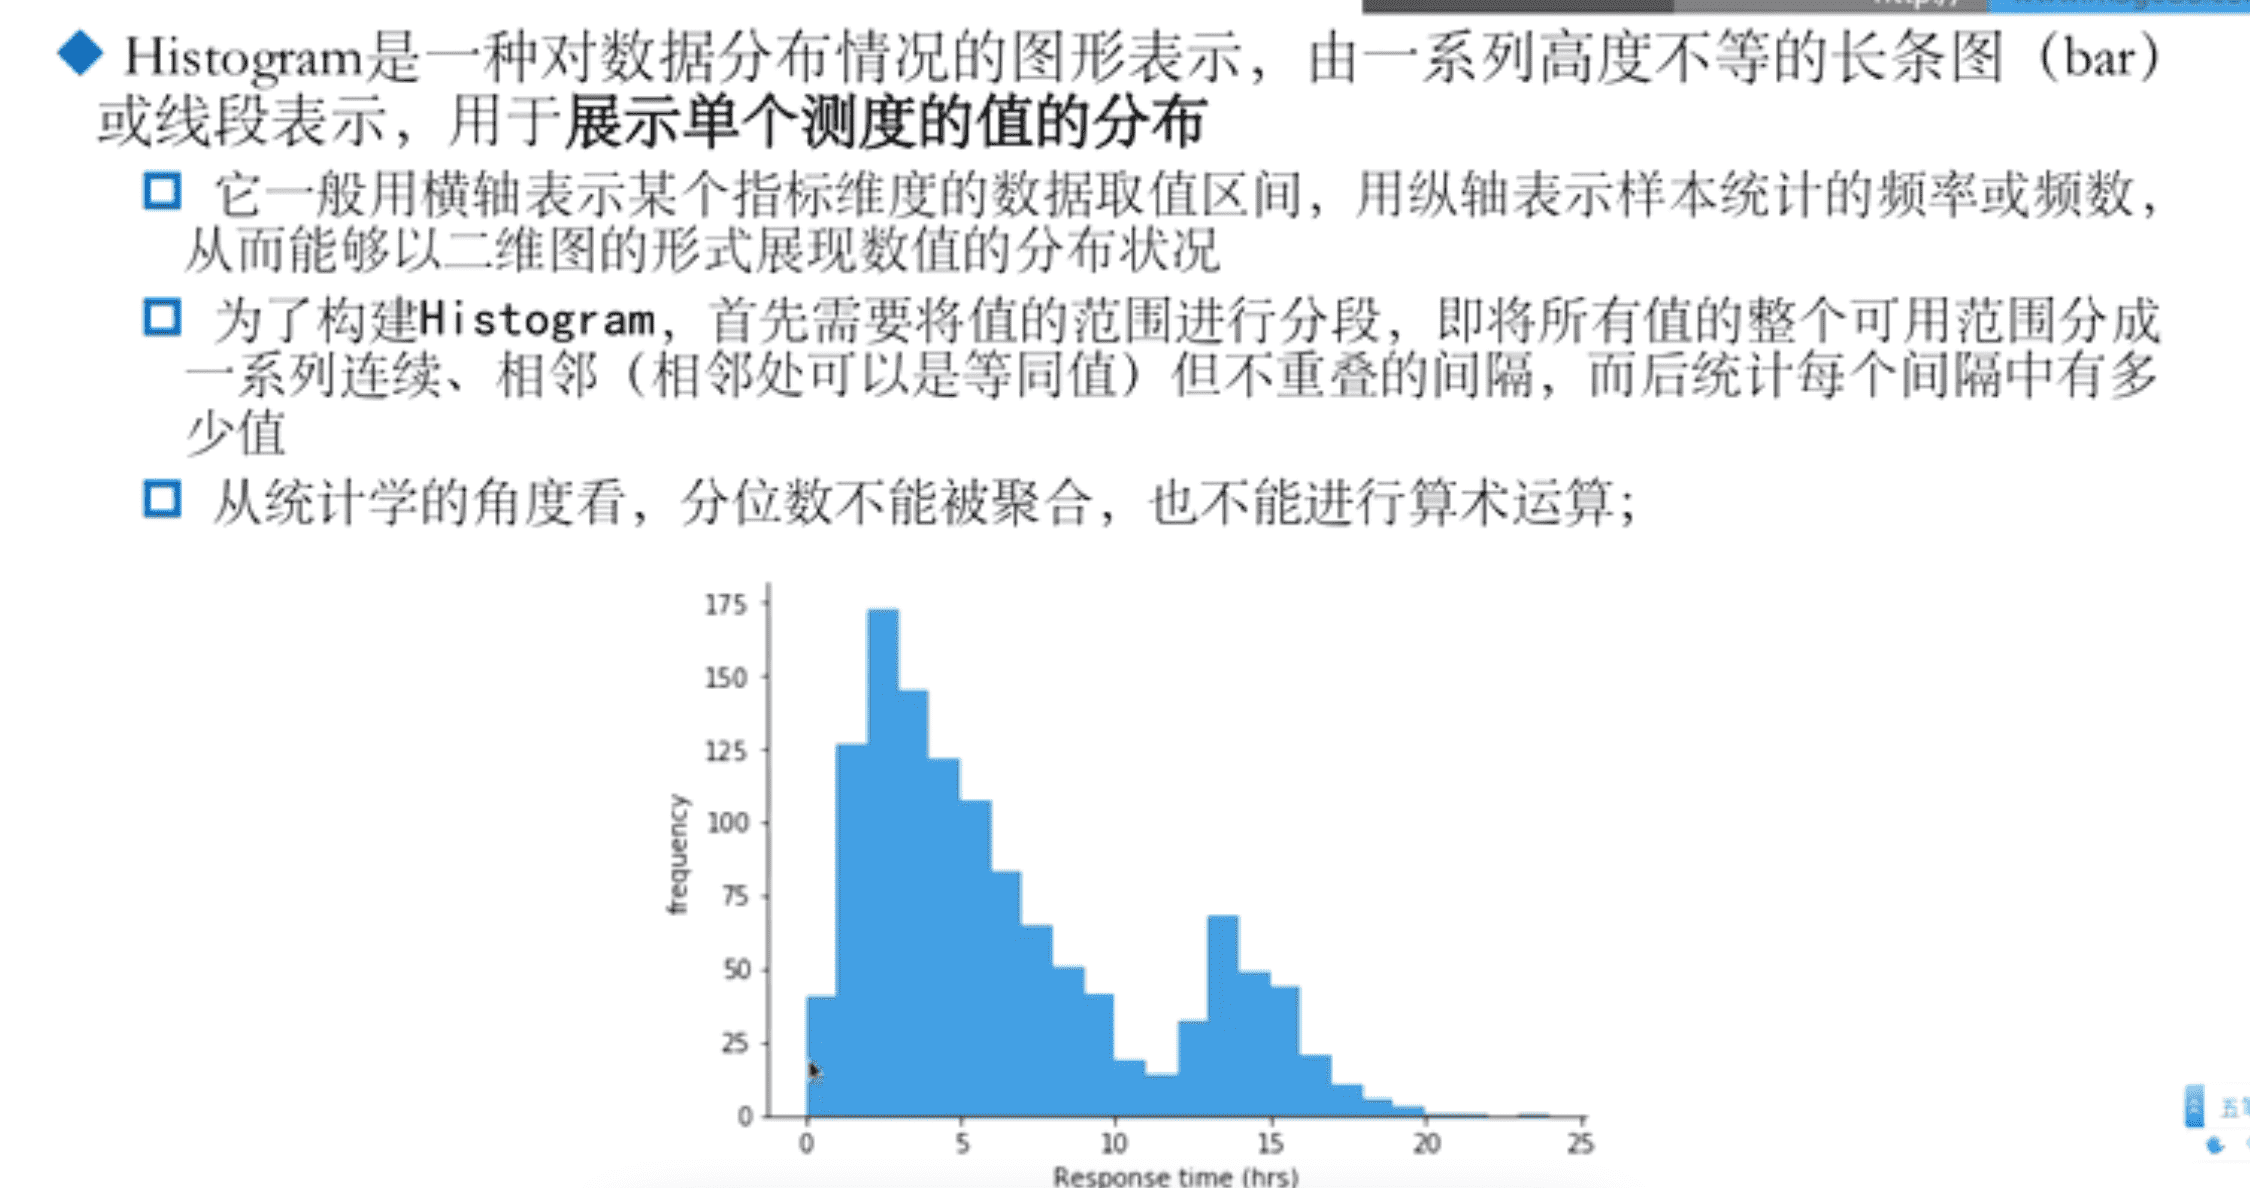 http://
Histogram是一种对数据分布情况的图形表示，由一系列高度不等的长条图（bar）
或线段表示，用于展示单个测度的值的分布
它一般用横轴表示某个指标维度的数据取值区间，用纵轴表示样本统计的频率或频数，
从而能够以二维图的形式展现数值的分布状况
为了构建Histogram，首先需要将值的范围进行分段，即将所有值的整个可用范围分成
一系列连续、相邻（相邻处可以是等同值）但不重叠的间隔，而后统计每个间隔中有多
少值
从统计学的角度看，分位数不能被聚合，也不能进行算术运算；
175
150
125
100
75
50
25
0
frequency
0 5 10 15 20 25
Response time (hrs)
五笔